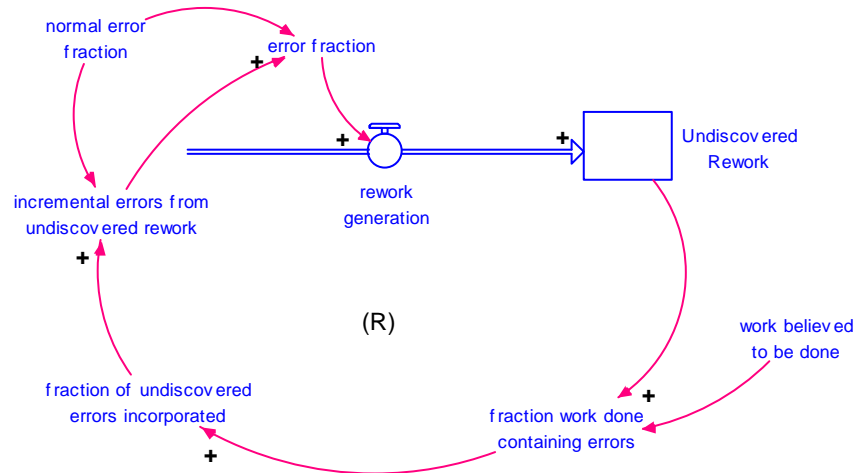 normal error
fraction
error fraction
+
+
+
Undiscovered
Rework
rework
generation
incremental errors from
undiscovered rework
+
(R)
work believed
to be done
fraction of undiscovered
errors incorporated
+
fraction work done
containing errors
+